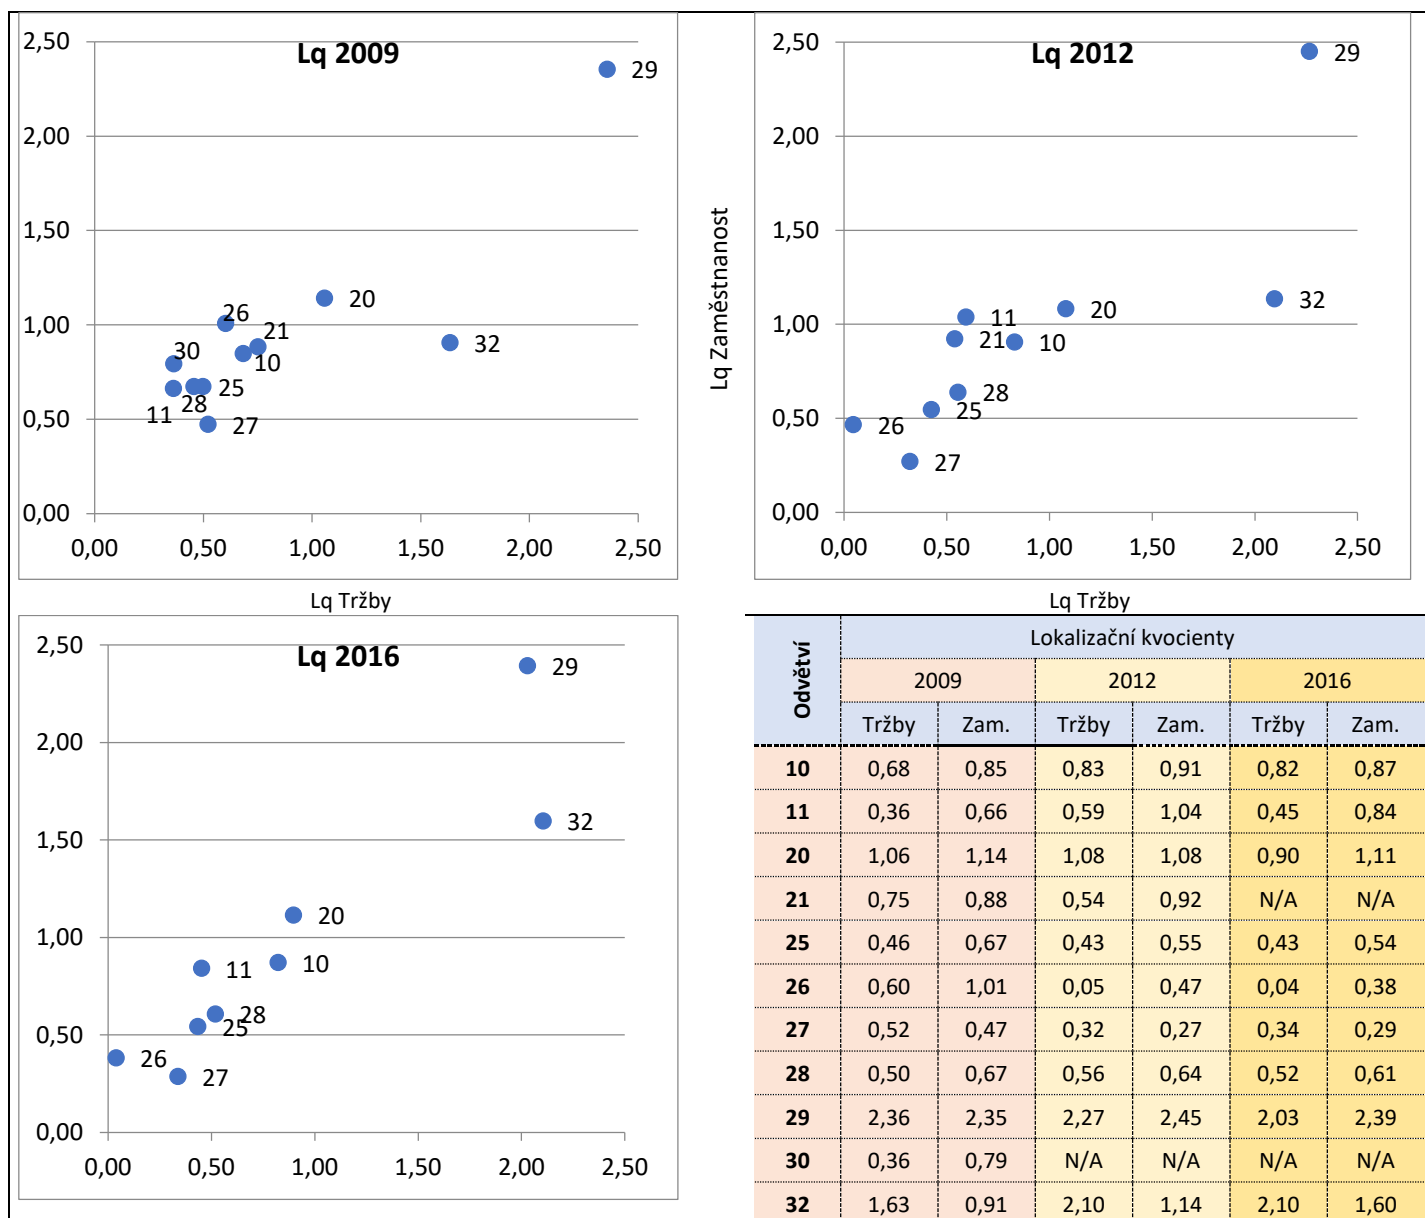 Lq 2009
2,50
2,00
1,50
1,00
0,50
0,00
0,00 0,50 1,00 1,50 2,00 2,50
29
20
26
21
32
30
10
25
28
11
27
Lq Tržby
Lq 2012
Lq Zaměstnanost
2,50
2,00
1,50
1,00
0,50
0,00
0,00 0,50 1,00 1,50 2,00 2,50
29
32
20
11
21
10
28
25
26
27
Lq Tržby
Lq 2016
2,50
2,00
1,50
1,00
0,50
0,00
0,00 0,50 1,00 1,50 2,00 2,50
29
32
20
10
11
28
25
26
27
Odvětví
Lokalizační kvocienty
2009 2012 2016
Tržby Zam. Tržby Zam. Tržby Zam.
10 0,68 0,85 0,83 0,91 0,82 0,87
11 0,36 0,66 0,59 1,04 0,45 0,84
20 1,06 1,14 1,08 1,08 0,90 1,11
21 0,75 0,88 0,54 0,92 N/A N/A
25 0,46 0,67 0,43 0,55 0,43 0,54
26 0,60 1,01 0,05 0,47 0,04 0,38
27 0,52 0,47 0,32 0,27 0,34 0,29
28 0,50 0,67 0,56 0,64 0,52 0,61
29 2,36 2,35 2,27 2,45 2,03 2,39
30 0,36 0,79 N/A N/A N/A N/A
32 1,63 0,91 2,10 1,14 2,10 1,60